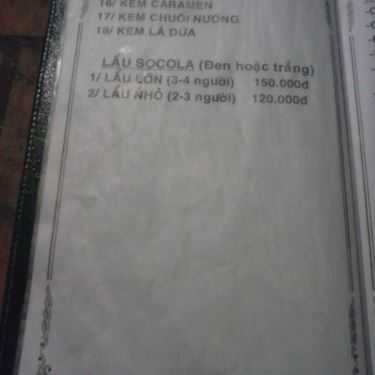 16/ KEM CARAMEN
17/ KEM CHUỐI NƯỚNG
18/ KEM LÁ DỨA
LẨU SOCOLA (Đen hoặc trắng)
1/ LẨU LỚN (3-4 người) 150.000đ
2/ LẨU NHỎ (2-3 người) 120.000đ